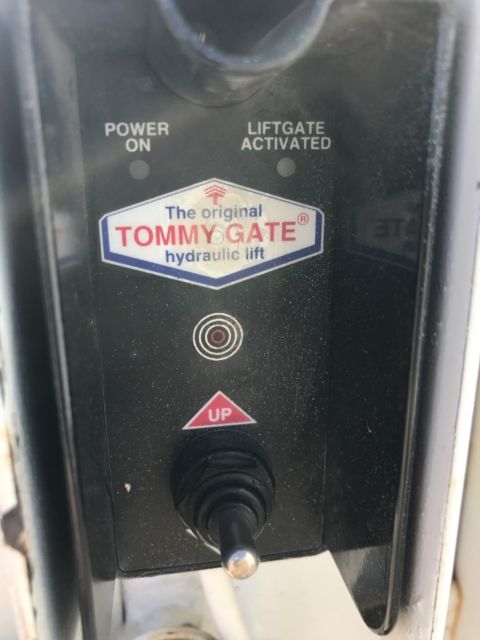 POWER
ON
LIFTGATE
ACTIVATED
The original
TOMMY GATE®
hydraulic lift
UP